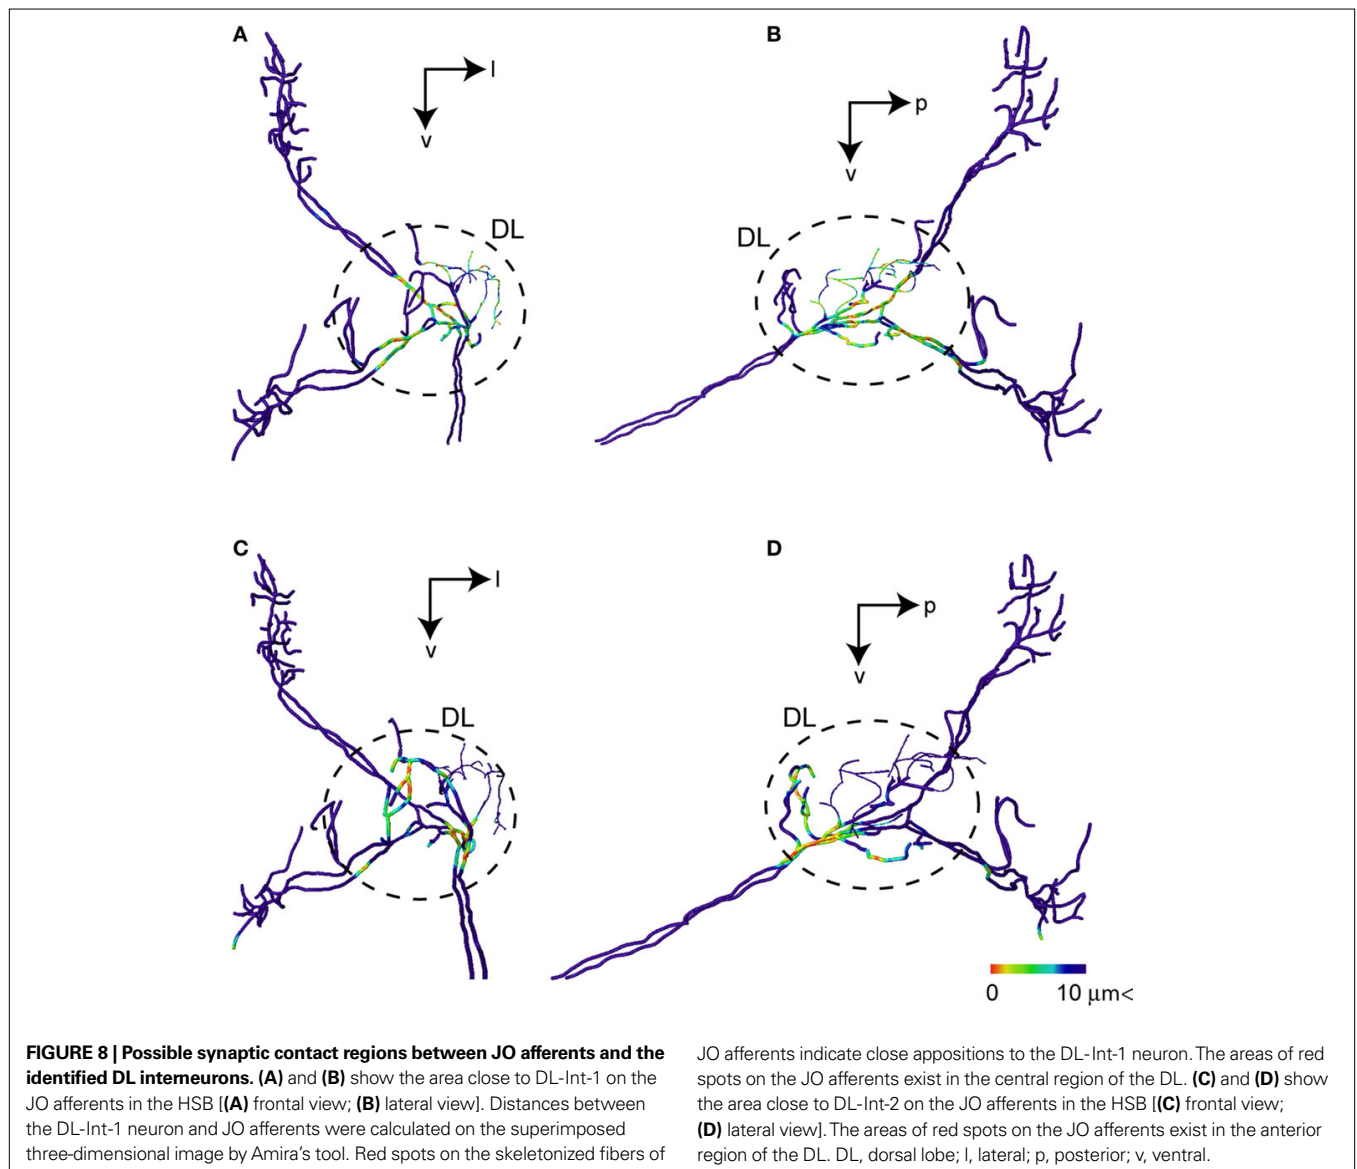 A
l
v
DL
B
p
v
DL
C
l
v
DL
D
p
v
DL
0 10 μm<
FIGURE 8 | Possible synaptic contact regions between JO afferents and the
identified DL interneurons. (A) and (B) show the area close to DL-Int-1 on the
JO afferents in the HSB [(A) frontal view; (B) lateral view]. Distances between
the DL-Int-1 neuron and JO afferents were calculated on the superimposed
three-dimensional image by Amira's tool. Red spots on the skeletonized fibers of
JO afferents indicate close appositions to the DL-Int-1 neuron. The areas of red
spots on the JO afferents exist in the central region of the DL. (C) and (D) show
the area close to DL-Int-2 on the JO afferents in the HSB [(C) frontal view;
(D) lateral view]. The areas of red spots on the JO afferents exist in the anterior
region of the DL. DL, dorsal lobe; l, lateral; p, posterior; v, ventral.